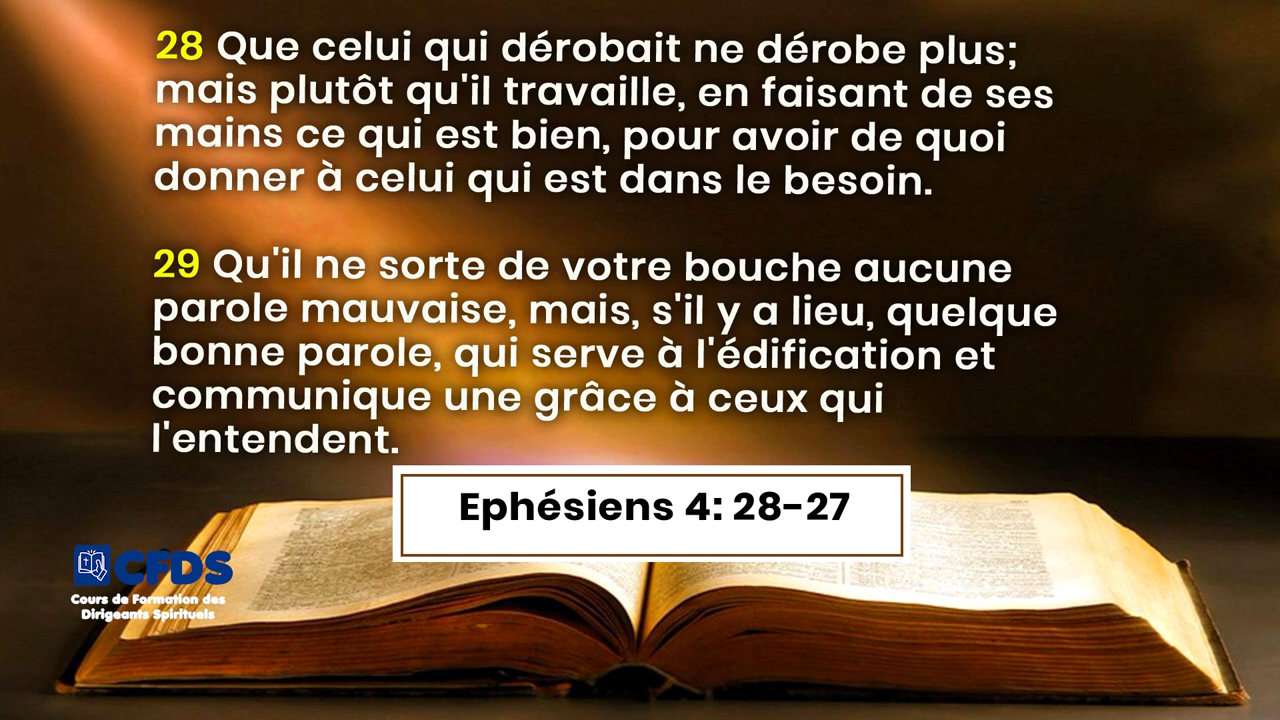 28 Que celui qui dérobait ne dérobe plus;
mais plutôt qu'il travaille, en faisant de ses
mains ce qui est bien, pour avoir de quoi
donner à celui qui est dans le besoin.
29 Qu'il ne sorte de votre bouche aucune
parole mauvaise, mais, s'il y a lieu, quelque
bonne parole, qui serve à l'édification et
communique une grâce à ceux qui
l'entendent.
Ephésiens 4: 28-27
CFDS
Cours de Formation des
Dirigeants Spirituels